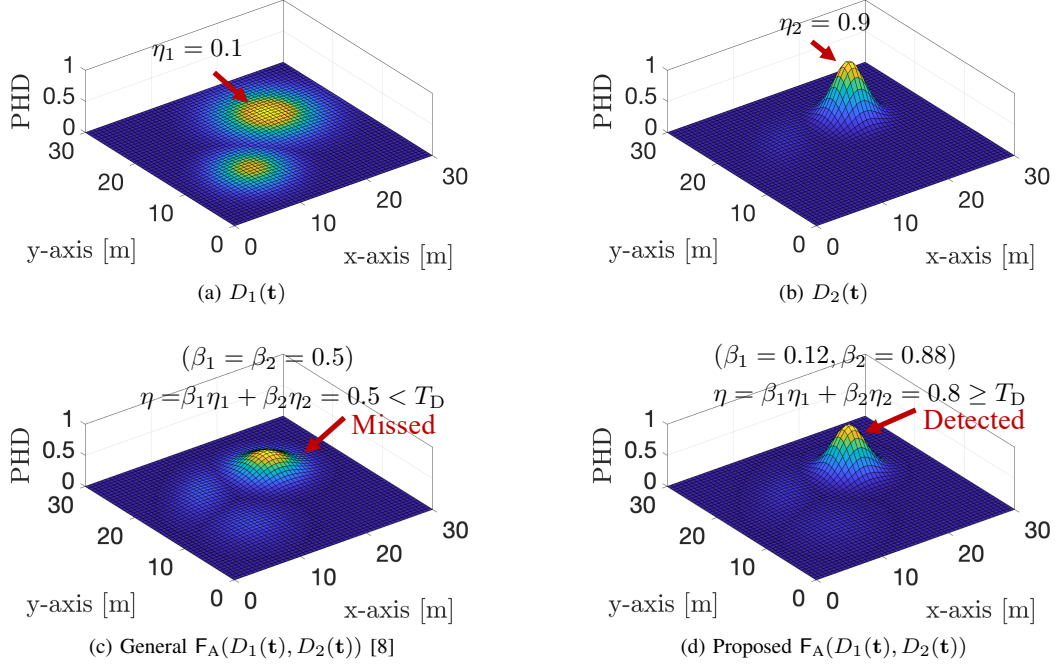 η₁ = 0.1
PHD
1
0.5
0
30
20
10
0
0
10
20
30
y-axis [m]
x-axis [m]
(a) D₁(𝐭)
η₂ = 0.9
PHD
1
0.5
0
30
20
10
0
0
10
20
30
y-axis [m]
x-axis [m]
(b) D₂(𝐭)
(β₁ = β₂ = 0.5)
η =β₁η₁ + β₂η₂ = 0.5 < T_D
Missed
PHD
1
0.5
0
30
20
10
0
0
10
20
30
y-axis [m]
x-axis [m]
(c) General F_A(D₁(𝐭), D₂(𝐭)) [8]
(β₁ = 0.12, β₂ = 0.88)
η = β₁η₁ + β₂η₂ = 0.8 ≥ T_D
Detected
PHD
1
0.5
0
30
20
10
0
0
10
20
30
y-axis [m]
x-axis [m]
(d) Proposed F_A(D₁(𝐭), D₂(𝐭))